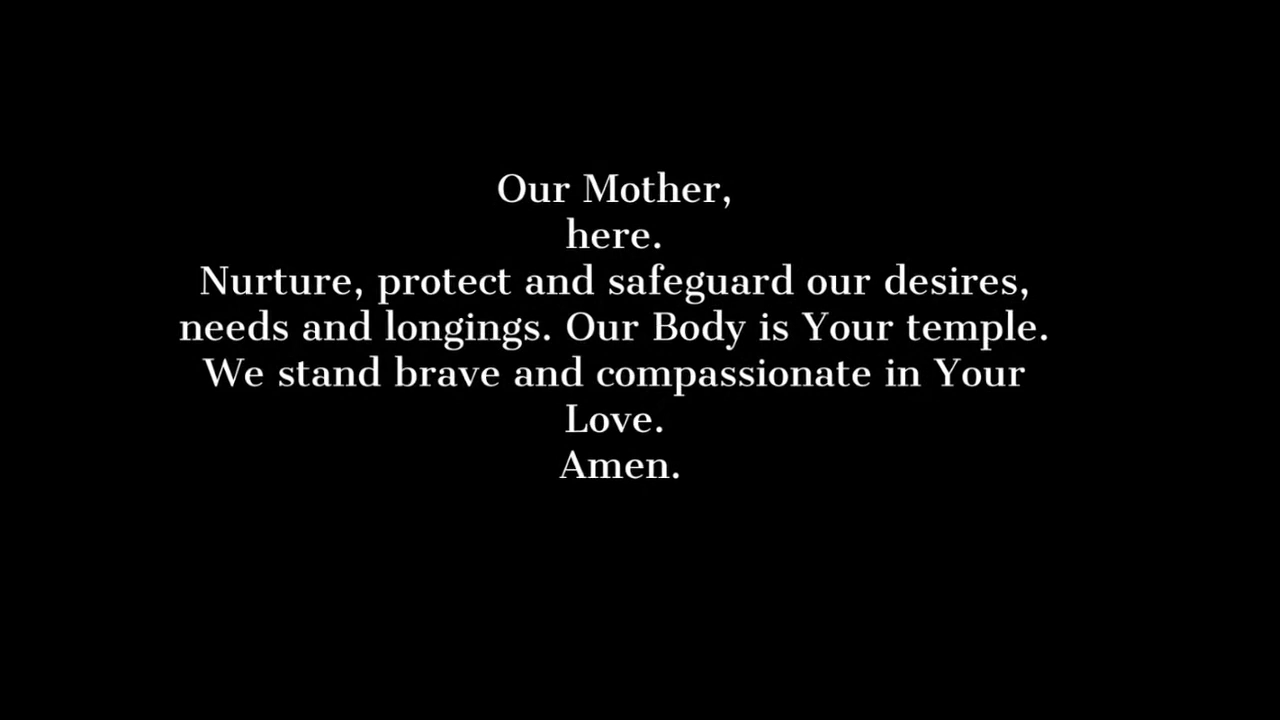 Our Mother,
here.
Nurture, protect and safeguard our desires,
needs and longings. Our Body is Your temple.
We stand brave and compassionate in Your
Love.
Amen.